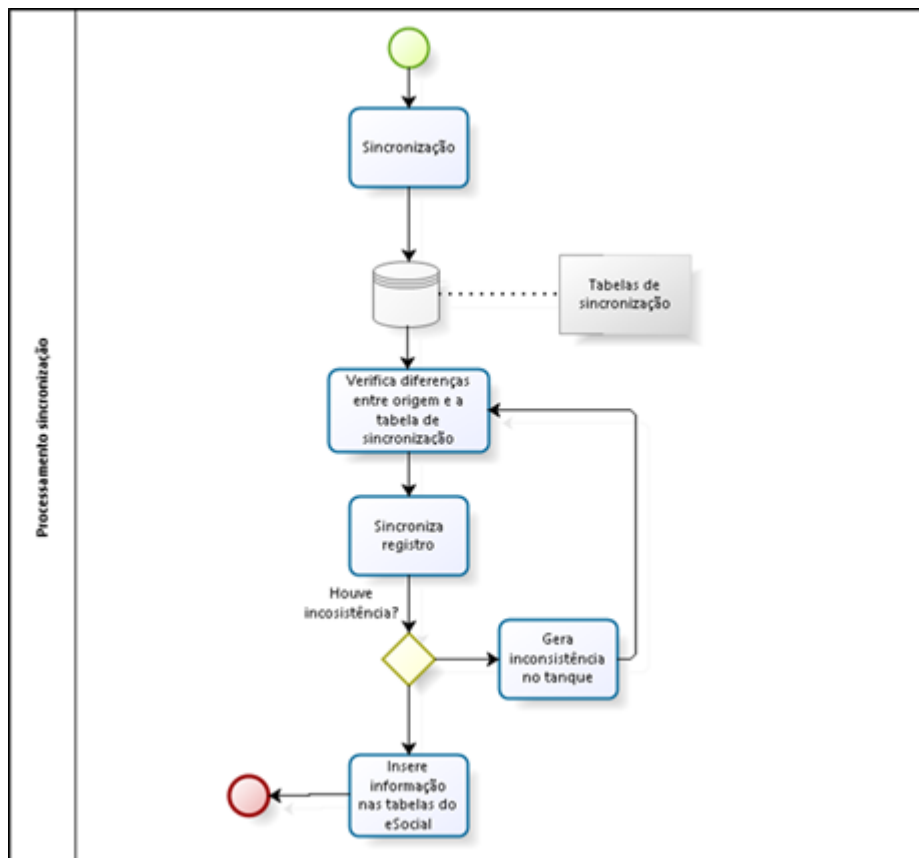 Processamento sincronização
Sincronização
Tabelas de
sincronização
Verifica diferenças
entre origem e a
tabela de
sincronização
Sincroniza
registro
Houve
incosistência?
Gera
inconsistência
no tanque
Insere
informação
nas tabelas do
eSocial